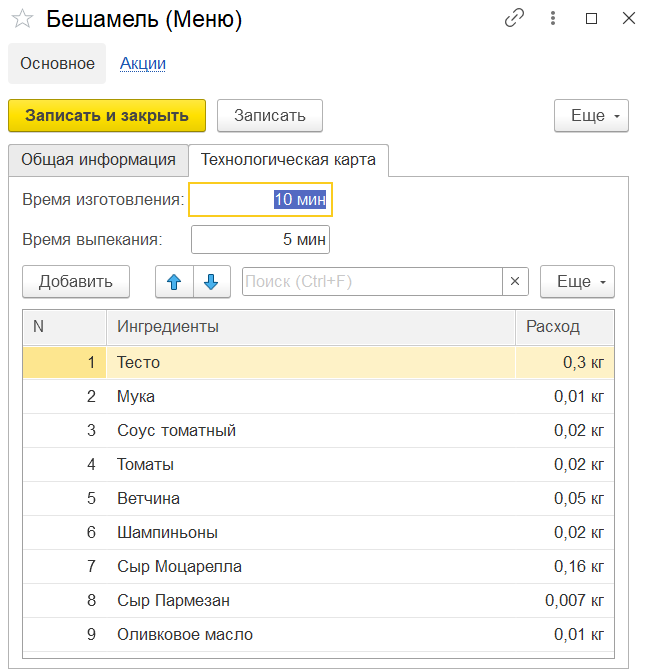 Бешамель (Меню)
Основное Акции
Записать и закрыть Записать Еще
Общая информация Технологическая карта
Время изготовления: 10 мин
Время выпекания: 5 мин
Добавить Поиск (Ctrl+F) × Еще
N Ингредиенты Расход
1 Тесто 0,3 кг
2 Мука 0,01 кг
3 Соус томатный 0,02 кг
4 Томаты 0,02 кг
5 Ветчина 0,05 кг
6 Шампиньоны 0,02 кг
7 Сыр Моцарелла 0,16 кг
8 Сыр Пармезан 0,007 кг
9 Оливковое масло 0,01 кг